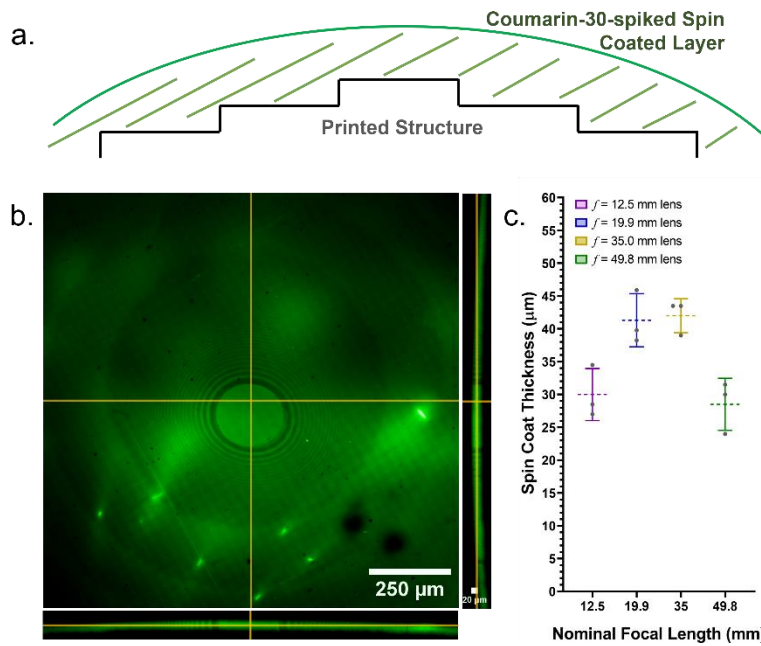 a.
Coumarin-30-spiked Spin
Coated Layer
Printed Structure
b.
250 µm
20 µm
c.
f = 12.5 mm lens
f = 19.9 mm lens
f = 35.0 mm lens
f = 49.8 mm lens
Spin Coat Thickness (µm)
60
55
50
45
40
35
30
25
20
15
10
5
0
12.5 19.9 35 49.8
Nominal Focal Length (mm)